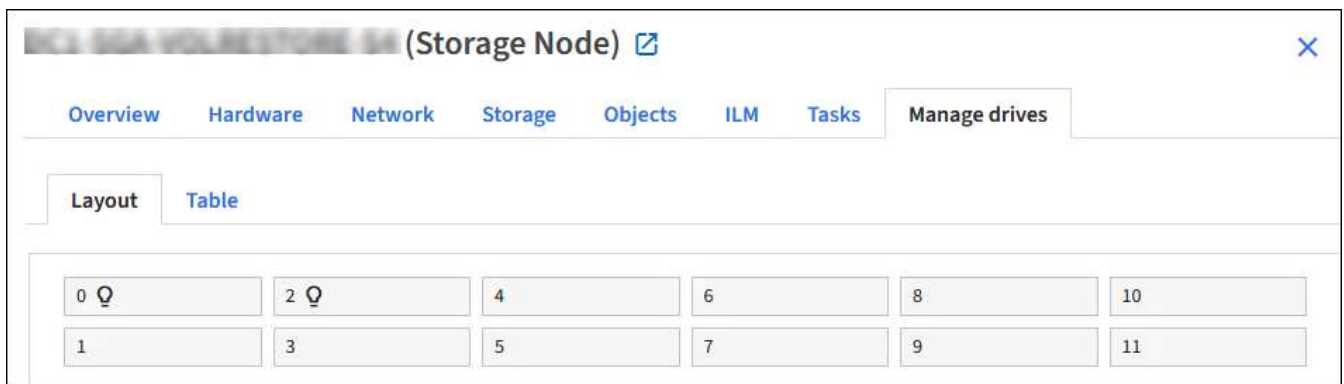 (Storage Node)
Overview Hardware Network Storage Objects ILM Tasks Manage drives
Layout Table
0 2 4 6 8 10
1 3 5 7 9 11